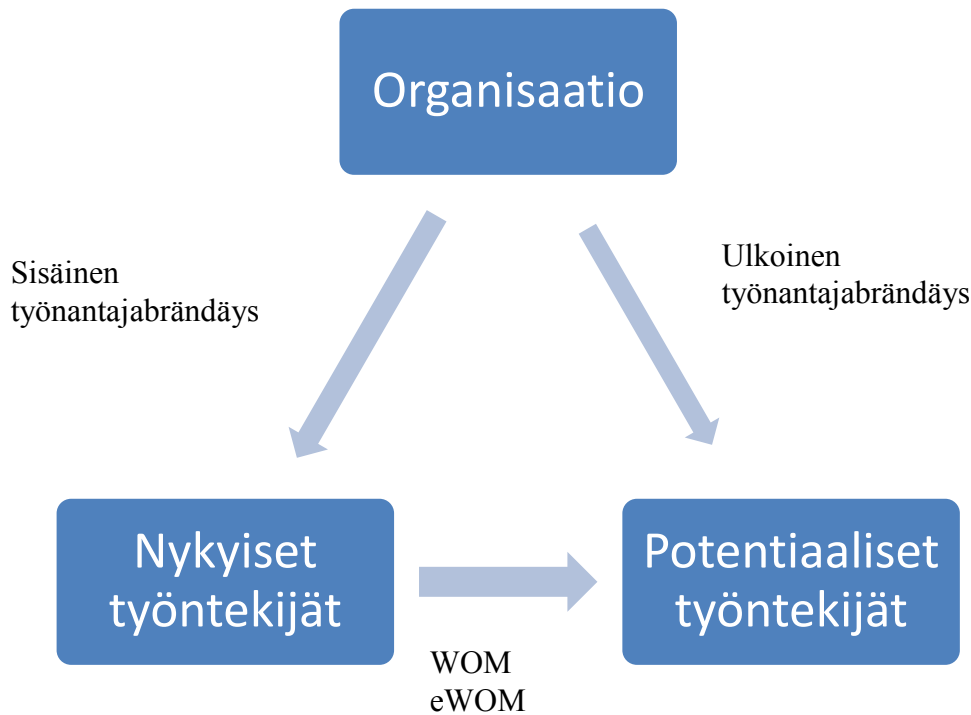 Organisaatio
Sisäinen
työnantajabrändäys
Ulkoinen
työnantajabrändäys
Nykyiset
työntekijät
Potentiaaliset
työntekijät
WOM
eWOM